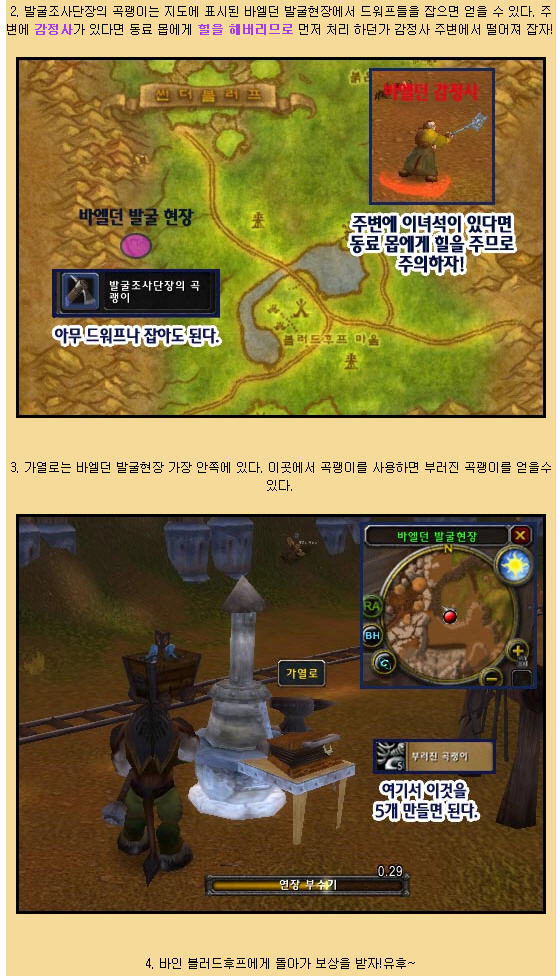 2. 발굴조사단장의 곡괭이는 지도에 표시된 바엘던 발굴현장에서 드워프들을 잡으면 얻을 수 있다. 주
변에 감정사가 있다면 동료 몹에게 힐을 해버리므로 먼저 처리 하던가 감정사 주변에서 떨어져 잡자!
썬더블러프
바엘던 감정사
바엘던 발굴 현장
주변에 이녀석이 있다면
동료 몹에게 힐을 주므로
주의하자!
발굴조사단장의 곡
괭이
아무 드워프나 잡아도 된다.
블러드후프 마을
3. 가열로는 바엘던 발굴현장 가장 안쪽에 있다. 이곳에서 곡괭이를 사용하면 부러진 곡괭이를 얻을수
있다.
바엘던 발굴현장
N
RA
BH
가열로
부러진 곡괭이
5
여기서 이것을
5개 만들면 된다.
0.29
연장 부수기
4. 바인 블러드후프에게 돌아가 보상을 받자!유후~